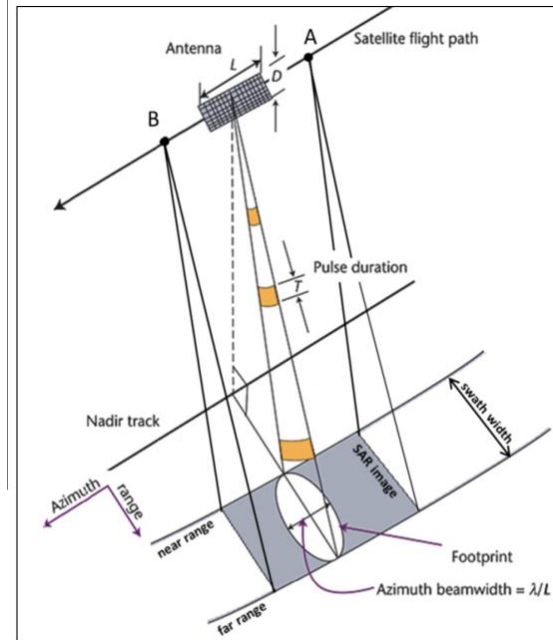 A
Satellite flight path
Antenna
L
D
B
Pulse duration
T
Nadir track
swath width
SAR image
Azimuth
range
near range
Footprint
Azimuth beamwidth = λ/L
far range